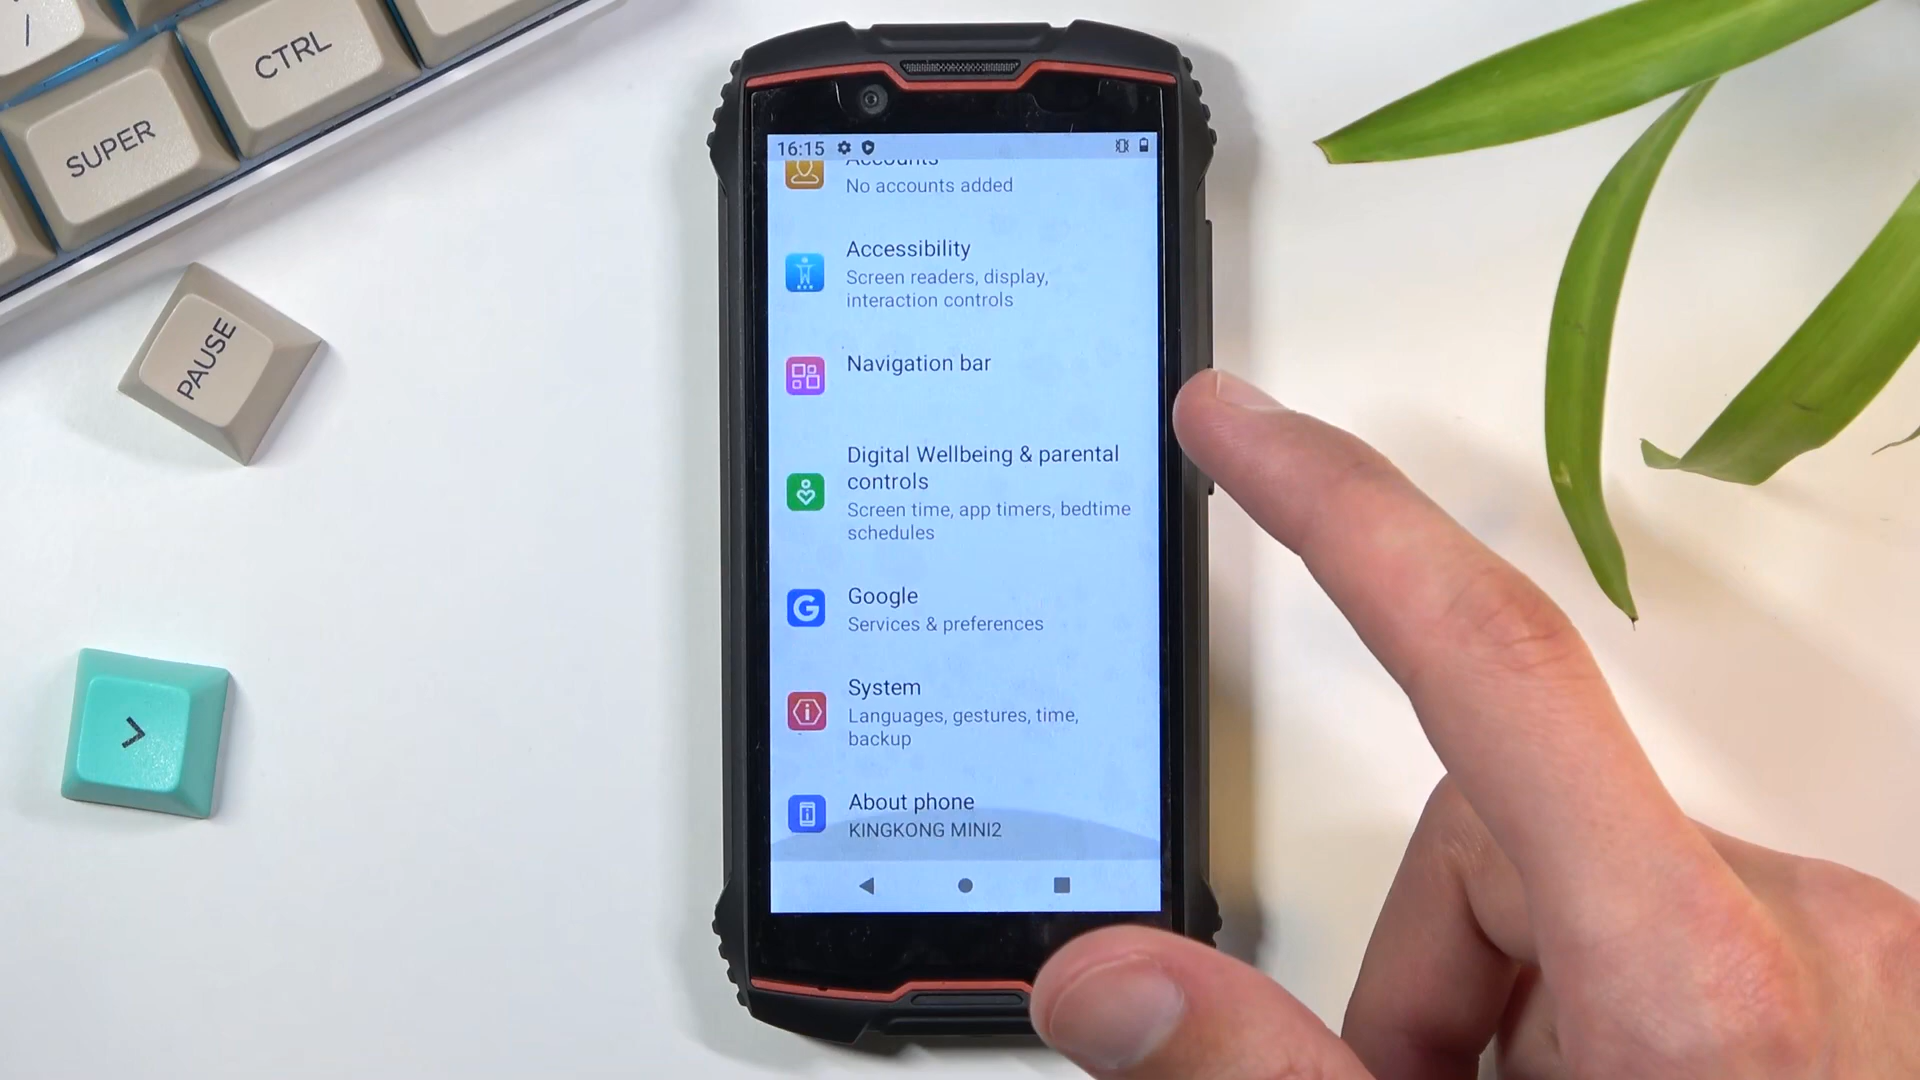 /
CTRL
SUPER
PAUSE
>
16:15
Accounts
No accounts added
Accessibility
Screen readers, display,
interaction controls
Navigation bar
Digital Wellbeing & parental
controls
Screen time, app timers, bedtime
schedules
G
Google
Services & preferences
System
Languages, gestures, time,
backup
About phone
KINGKONG MINI2